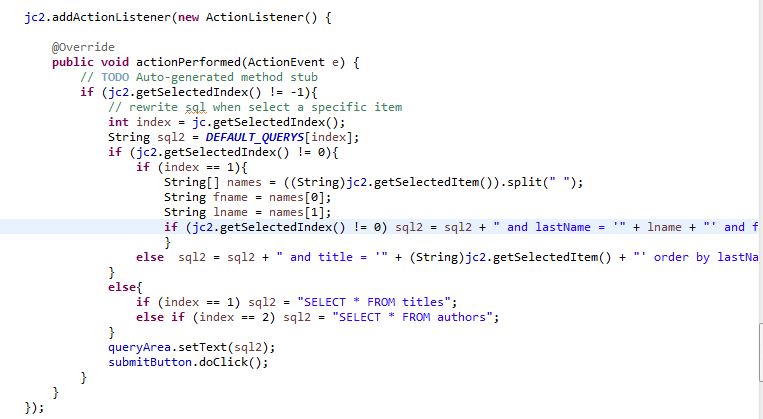 jc2.addActionListener(new ActionListener() {
@Override
public void actionPerformed(ActionEvent e) {
// TODO Auto-generated method stub
if (jc2.getSelectedIndex() != -1){
// rewrite sql when select a specific item
int index = jc.getSelectedIndex();
String sql2 = DEFAULT_QUERYS[index];
if (jc2.getSelectedIndex() != 0){
if (index == 1){
String[] names = ((String)jc2.getSelectedItem()).split(" ");
String fname = names[0];
String lname = names[1];
if (jc2.getSelectedIndex() != 0) sql2 = sql2 + " and lastName = '" + lname + "' and f
}
else  sql2 = sql2 + " and title = '" + (String)jc2.getSelectedItem() + "' order by lastNa
}
else{
if (index == 1) sql2 = "SELECT * FROM titles";
else if (index == 2) sql2 = "SELECT * FROM authors";
}
queryArea.setText(sql2);
submitButton.doClick();
}
}
});